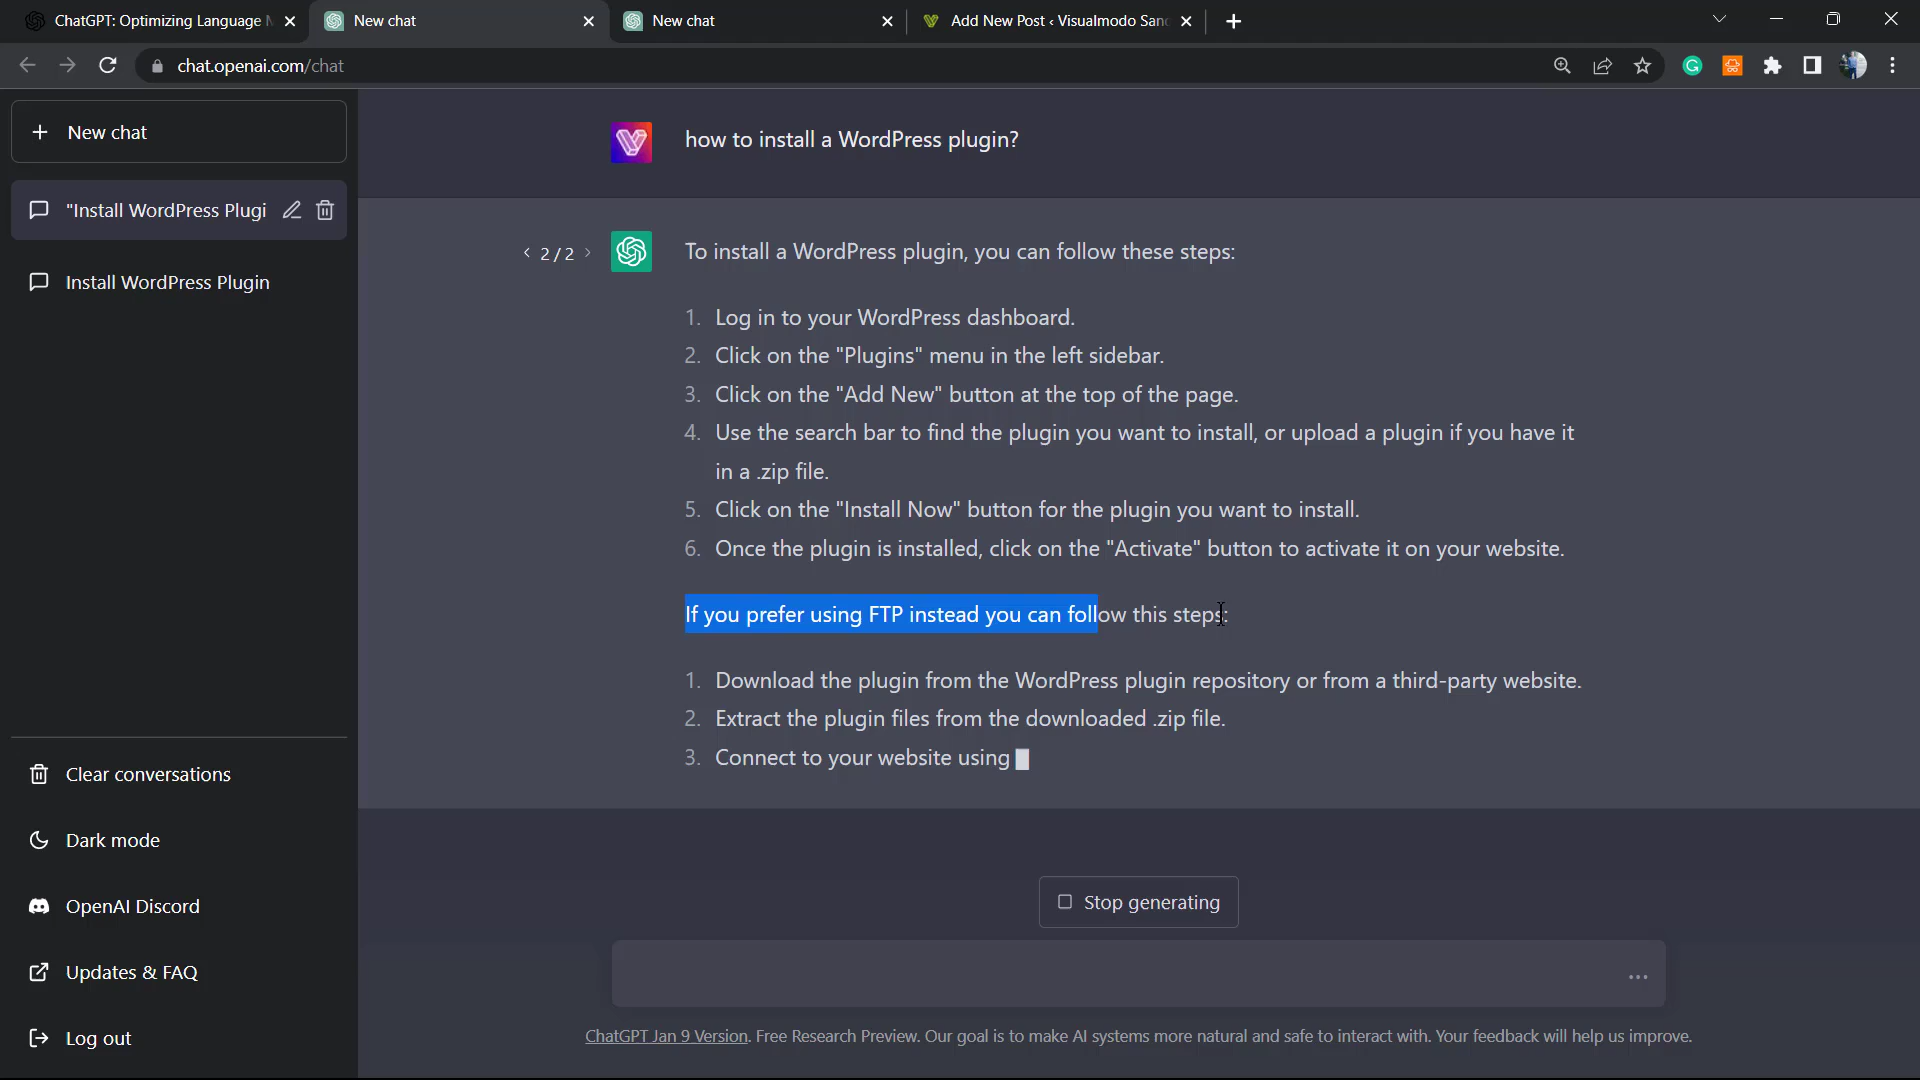 ChatGPT: Optimizing Language
New chat
New chat
Add New Post ‹ Visualmodo San
chat.openai.com/chat
New chat
"Install WordPress Plugi
Install WordPress Plugin
Clear conversations
Dark mode
OpenAI Discord
Updates & FAQ
Log out
how to install a WordPress plugin?
< 2 / 2 >
To install a WordPress plugin, you can follow these steps:
1. Log in to your WordPress dashboard.
2. Click on the "Plugins" menu in the left sidebar.
3. Click on the "Add New" button at the top of the page.
4. Use the search bar to find the plugin you want to install, or upload a plugin if you have it
in a .zip file.
5. Click on the "Install Now" button for the plugin you want to install.
6. Once the plugin is installed, click on the "Activate" button to activate it on your website.
If you prefer using FTP instead you can follow this steps:
1. Download the plugin from the WordPress plugin repository or from a third-party website.
2. Extract the plugin files from the downloaded .zip file.
3. Connect to your website using
Stop generating
ChatGPT Jan 9 Version. Free Research Preview. Our goal is to make AI systems more natural and safe to interact with. Your feedback will help us improve.